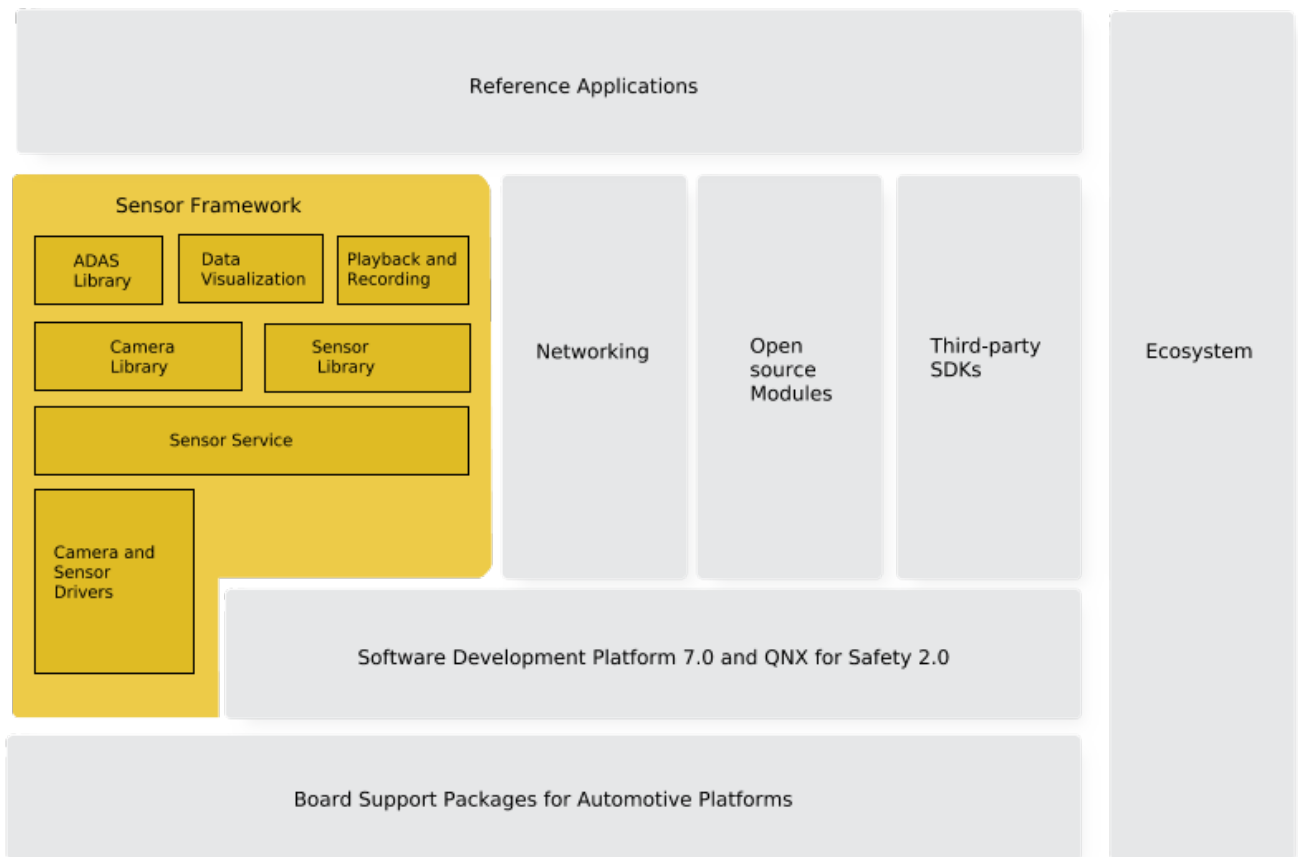 Reference Applications
Sensor Framework
ADAS
Library
Data
Visualization
Playback and
Recording
Camera
Library
Sensor
Library
Sensor Service
Camera and
Sensor
Drivers
Networking
Open
source
Modules
Third-party
SDKs
Ecosystem
Software Development Platform 7.0 and QNX for Safety 2.0
Board Support Packages for Automotive Platforms